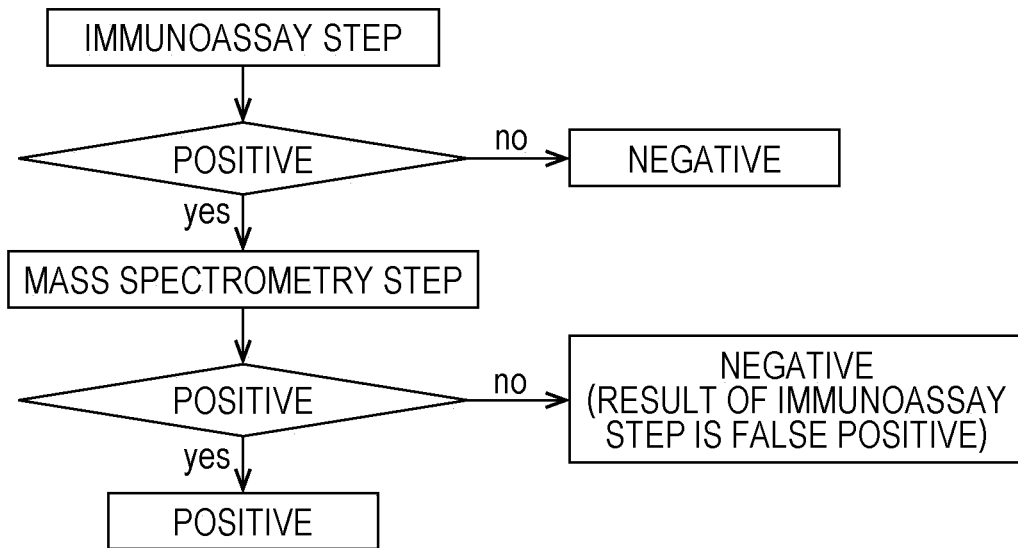 IMMUNOASSAY STEP
POSITIVE
no
NEGATIVE
yes
MASS SPECTROMETRY STEP
POSITIVE
no
NEGATIVE
(RESULT OF IMMUNOASSAY
STEP IS FALSE POSITIVE)
yes
POSITIVE